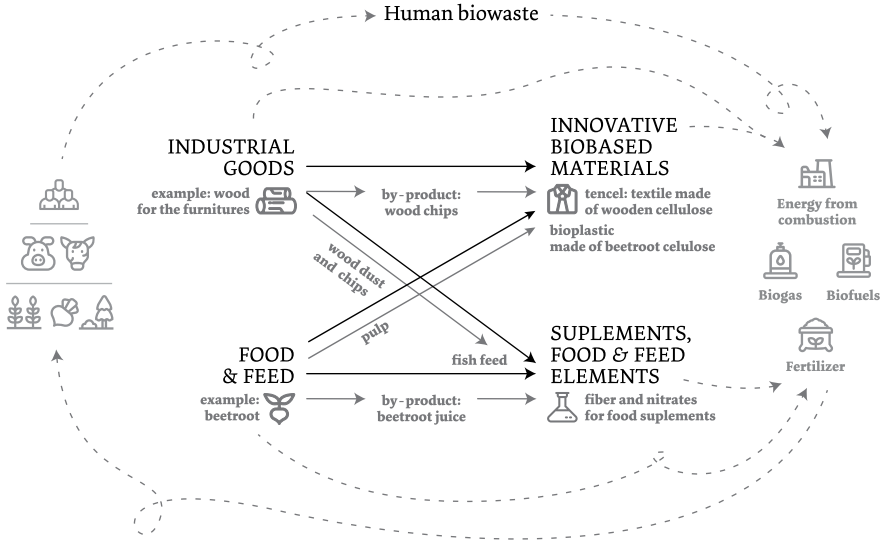 Human biowaste
INDUSTRIAL
GOODS
example: wood
for the furnitures
by-product:
wood chips
INNOVATIVE
BIOBASED
MATERIALS
tencel: textile made
of wooden cellulose
bioplastic
made of beetroot celulose
wood dust
and chips
pulp
fish feed
FOOD
& FEED
example:
beetroot
by-product:
beetroot juice
SUPLEMENTS,
FOOD & FEED
ELEMENTS
fiber and nitrates
for food suplements
Energy from
combustion
Biogas
Biofuels
Fertilizer